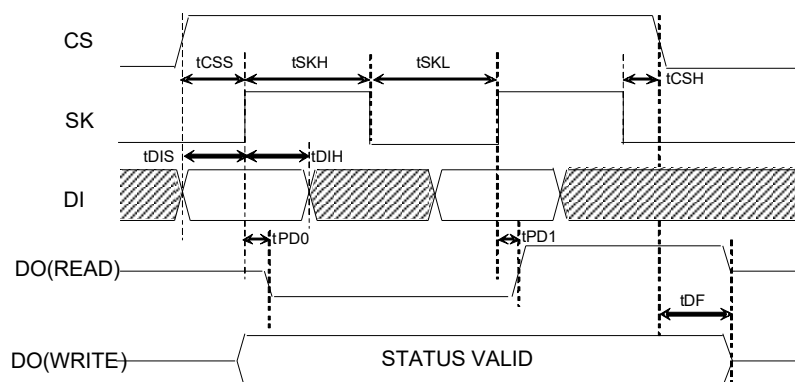 CS
tCSS tSKH tSKL tCSH
SK
tDIS tDIH
DI
tPD0 tPD1
DO(READ)
tDF
DO(WRITE) STATUS VALID